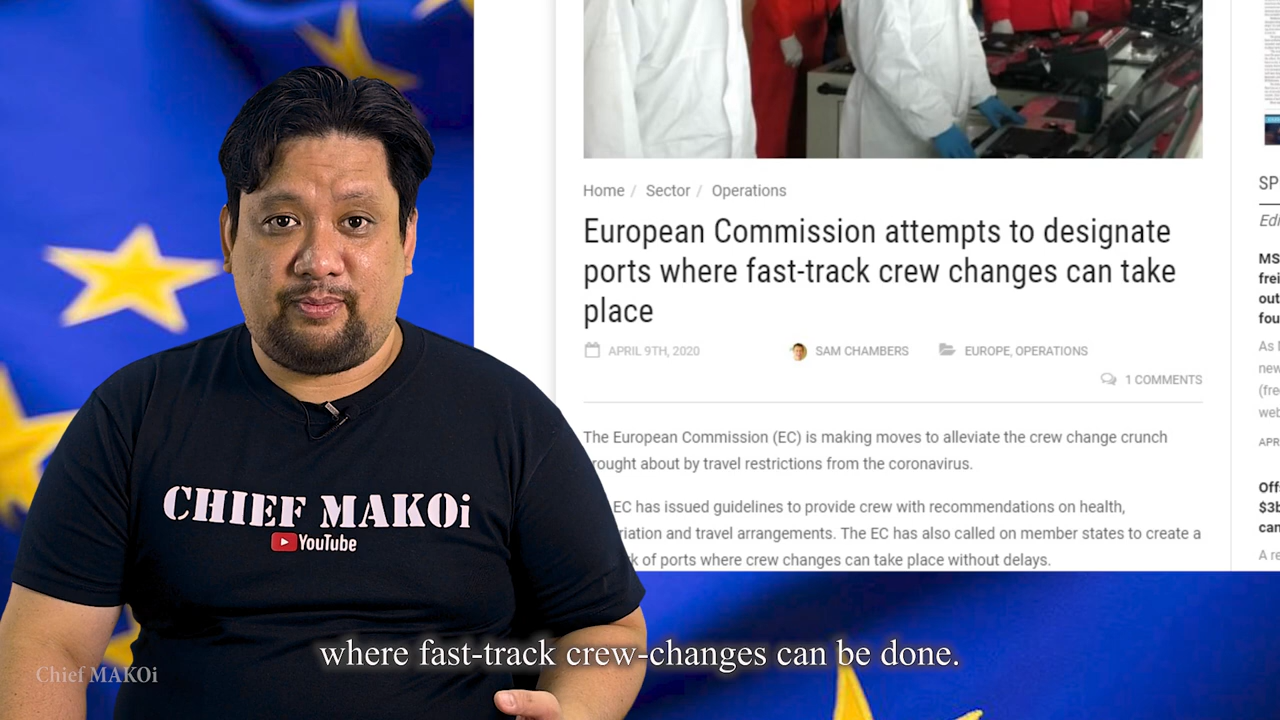 Home / Sector / Operations
European Commission attempts to designate
ports where fast-track crew changes can take
place
APRIL 9TH, 2020
SAM CHAMBERS
EUROPE, OPERATIONS
1 COMMENTS
The European Commission (EC) is making moves to alleviate the crew change crunch
rought about by travel restrictions from the coronavirus.
EC has issued guidelines to provide crew with recommendations on health,
riation and travel arrangements. The EC has also called on member states to create a
k of ports where crew changes can take place without delays.
SP
Edi
MS
frei
out
fou
As
new
(fre
web
APR
Off
$3b
can
A re
CHIEF MAKOi
YouTube
where fast-track crew-changes can be done.
Chief MAKOi